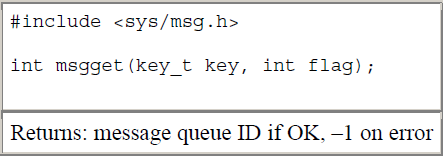 #include <sys/msg.h>
int msgget(key_t key, int flag);
Returns: message queue ID if OK, –1 on error